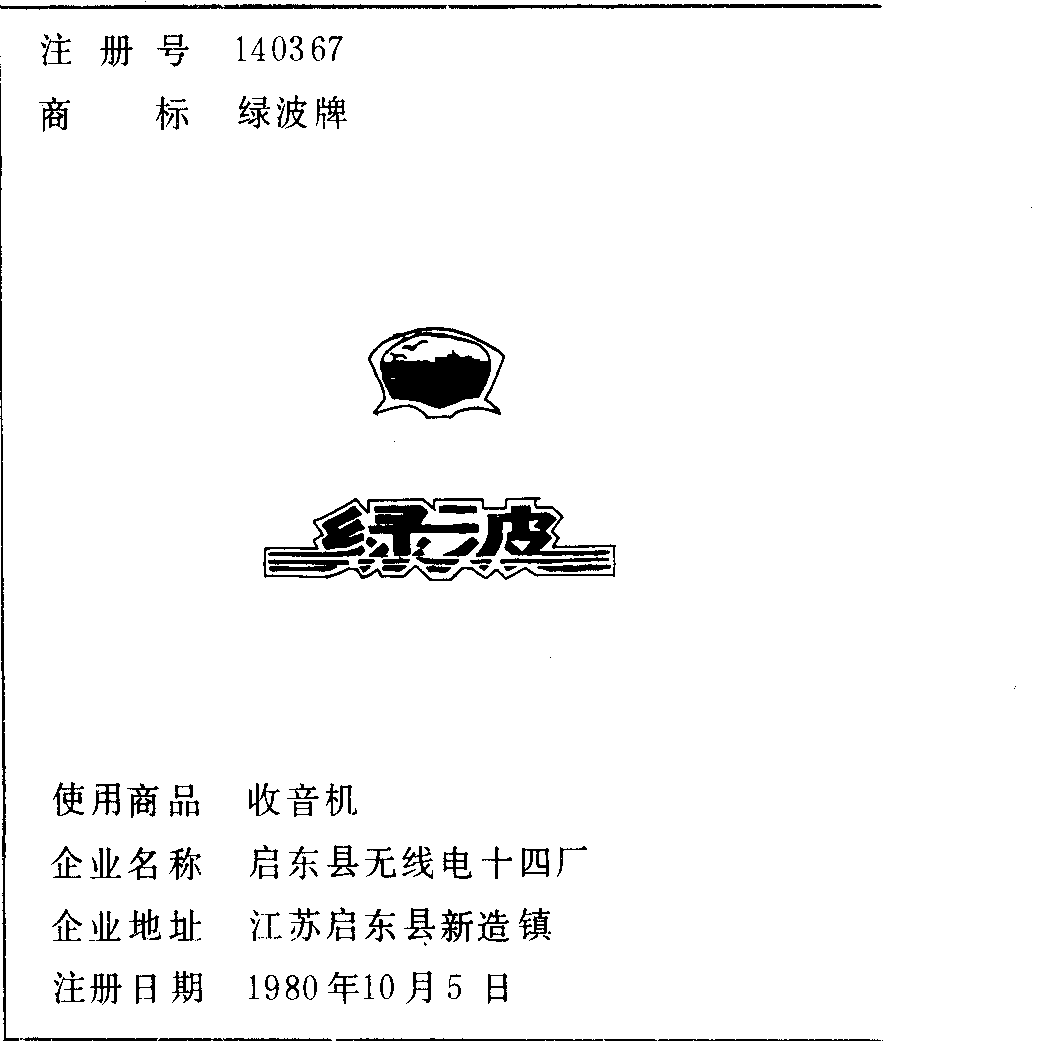 注册号 140367
商标 绿波牌
绿波
使用商品 收音机
企业名称 启东县无线电十四厂
企业地址 江苏启东县新造镇
注册日期 1980年10月5日